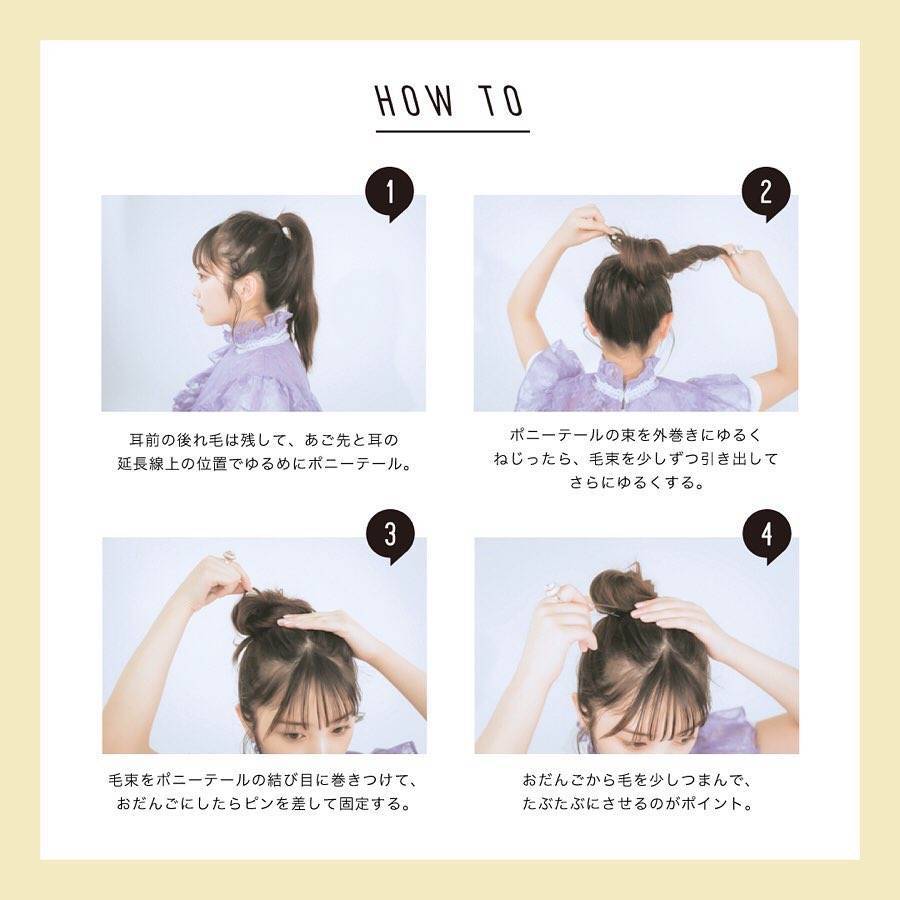 HOW TO
1
2
耳前の後れ毛は残して、あご先と耳の
延長線上の位置でゆるめにポニーテール。
ポニーテールの束を外巻きにゆるく
ねじったら、毛束を少しずつ引き出して
さらにゆるくする。
3
4
毛束をポニーテールの結び目に巻きつけて、
おだんごにしたらピンを差して固定する。
おだんごから毛を少しつまんで、
たぶたぶにさせるのがポイント。